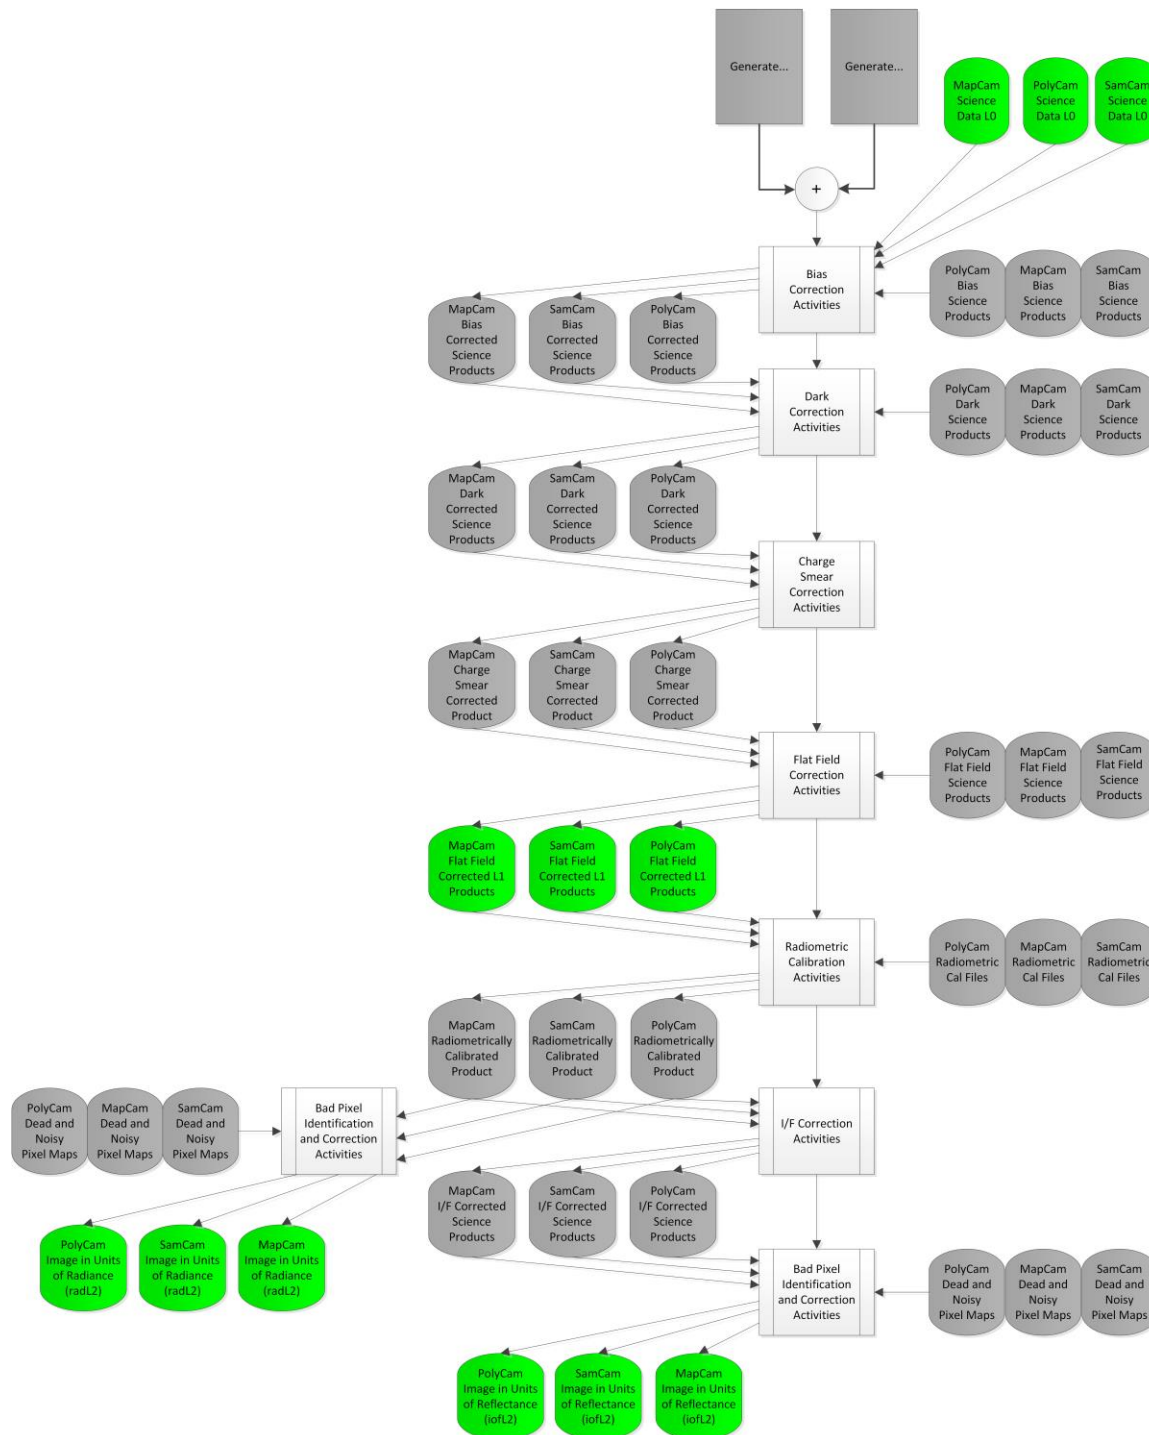 Generate...
Generate...
MapCam
Science
Data L0
PolyCam
Science
Data L0
SamCam
Science
Data L0
+
Bias
Correction
Activities
PolyCam
Bias
Science
Products
MapCam
Bias
Science
Products
SamCam
Bias
Science
Products
MapCam
Bias
Corrected
Science
Products
SamCam
Bias
Corrected
Science
Products
PolyCam
Bias
Corrected
Science
Products
Dark
Correction
Activities
PolyCam
Dark
Science
Products
MapCam
Dark
Science
Products
SamCam
Dark
Science
Products
MapCam
Dark
Corrected
Science
Products
SamCam
Dark
Corrected
Science
Products
PolyCam
Dark
Corrected
Science
Products
Charge
Smear
Correction
Activities
MapCam
Charge
Smear
Corrected
Product
SamCam
Charge
Smear
Corrected
Product
PolyCam
Charge
Smear
Corrected
Product
Flat Field
Correction
Activities
PolyCam
Flat Field
Science
Products
MapCam
Flat Field
Science
Products
SamCam
Flat Field
Science
Products
MapCam
Flat Field
Corrected L1
Products
SamCam
Flat Field
Corrected L1
Products
PolyCam
Flat Field
Corrected L1
Products
Radiometric
Calibration
Activities
PolyCam
Radiometric
Cal Files
MapCam
Radiometric
Cal Files
SamCam
Radiometric
Cal Files
MapCam
Radiometrically
Calibrated
Product
SamCam
Radiometrically
Calibrated
Product
PolyCam
Radiometrically
Calibrated
Product
PolyCam
Dead and
Noisy
Pixel Maps
MapCam
Dead and
Noisy
Pixel Maps
SamCam
Dead and
Noisy
Pixel Maps
Bad Pixel
Identification
and Correction
Activities
I/F Correction
Activities
MapCam
I/F Corrected
Science
Products
SamCam
I/F Corrected
Science
Products
PolyCam
I/F Corrected
Science
Products
PolyCam
Image in Units
of Radiance
(radL2)
SamCam
Image in Units
of Radiance
(radL2)
MapCam
Image in Units
of Radiance
(radL2)
Bad Pixel
Identification
and Correction
Activities
PolyCam
Dead and
Noisy
Pixel Maps
MapCam
Dead and
Noisy
Pixel Maps
SamCam
Dead and
Noisy
Pixel Maps
PolyCam
Image in Units
of Reflectance
(iofL2)
SamCam
Image in Units
of Reflectance
(iofL2)
MapCam
Image in Units
of Reflectance
(iofL2)